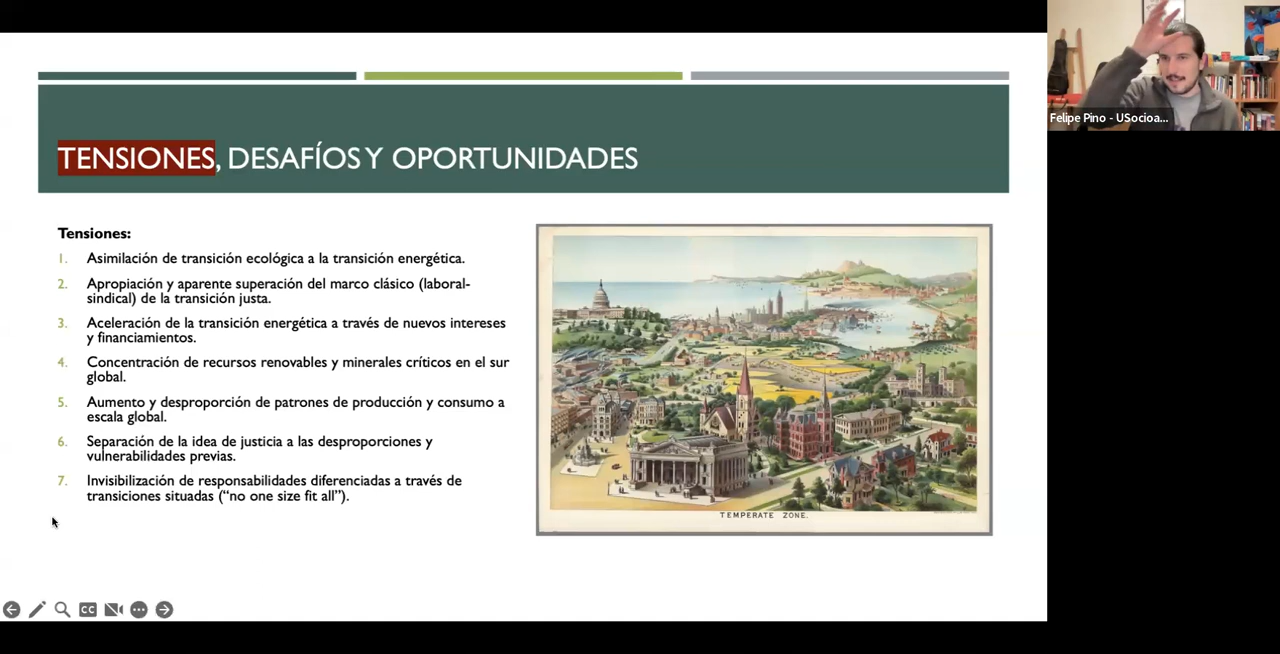 Felipe Pino - USocioa...
TENSIONES, DESAFÍOS Y OPORTUNIDADES
Tensiones:
1. Asimilación de transición ecológica a la transición energética.
2. Apropiación y aparente superación del marco clásico (laboral-
sindical) de la transición justa.
3. Aceleración de la transición energética a través de nuevos intereses
y financiamientos.
4. Concentración de recursos renovables y minerales críticos en el sur
global.
5. Aumento y desproporción de patrones de producción y consumo a
escala global.
6. Separación de la idea de justicia a las desproporciones y
vulnerabilidades previas.
7. Invisibilización de responsabilidades diferenciadas a través de
transiciones situadas (“no one size fit all”).
TEMPERATE ZONE.
CC